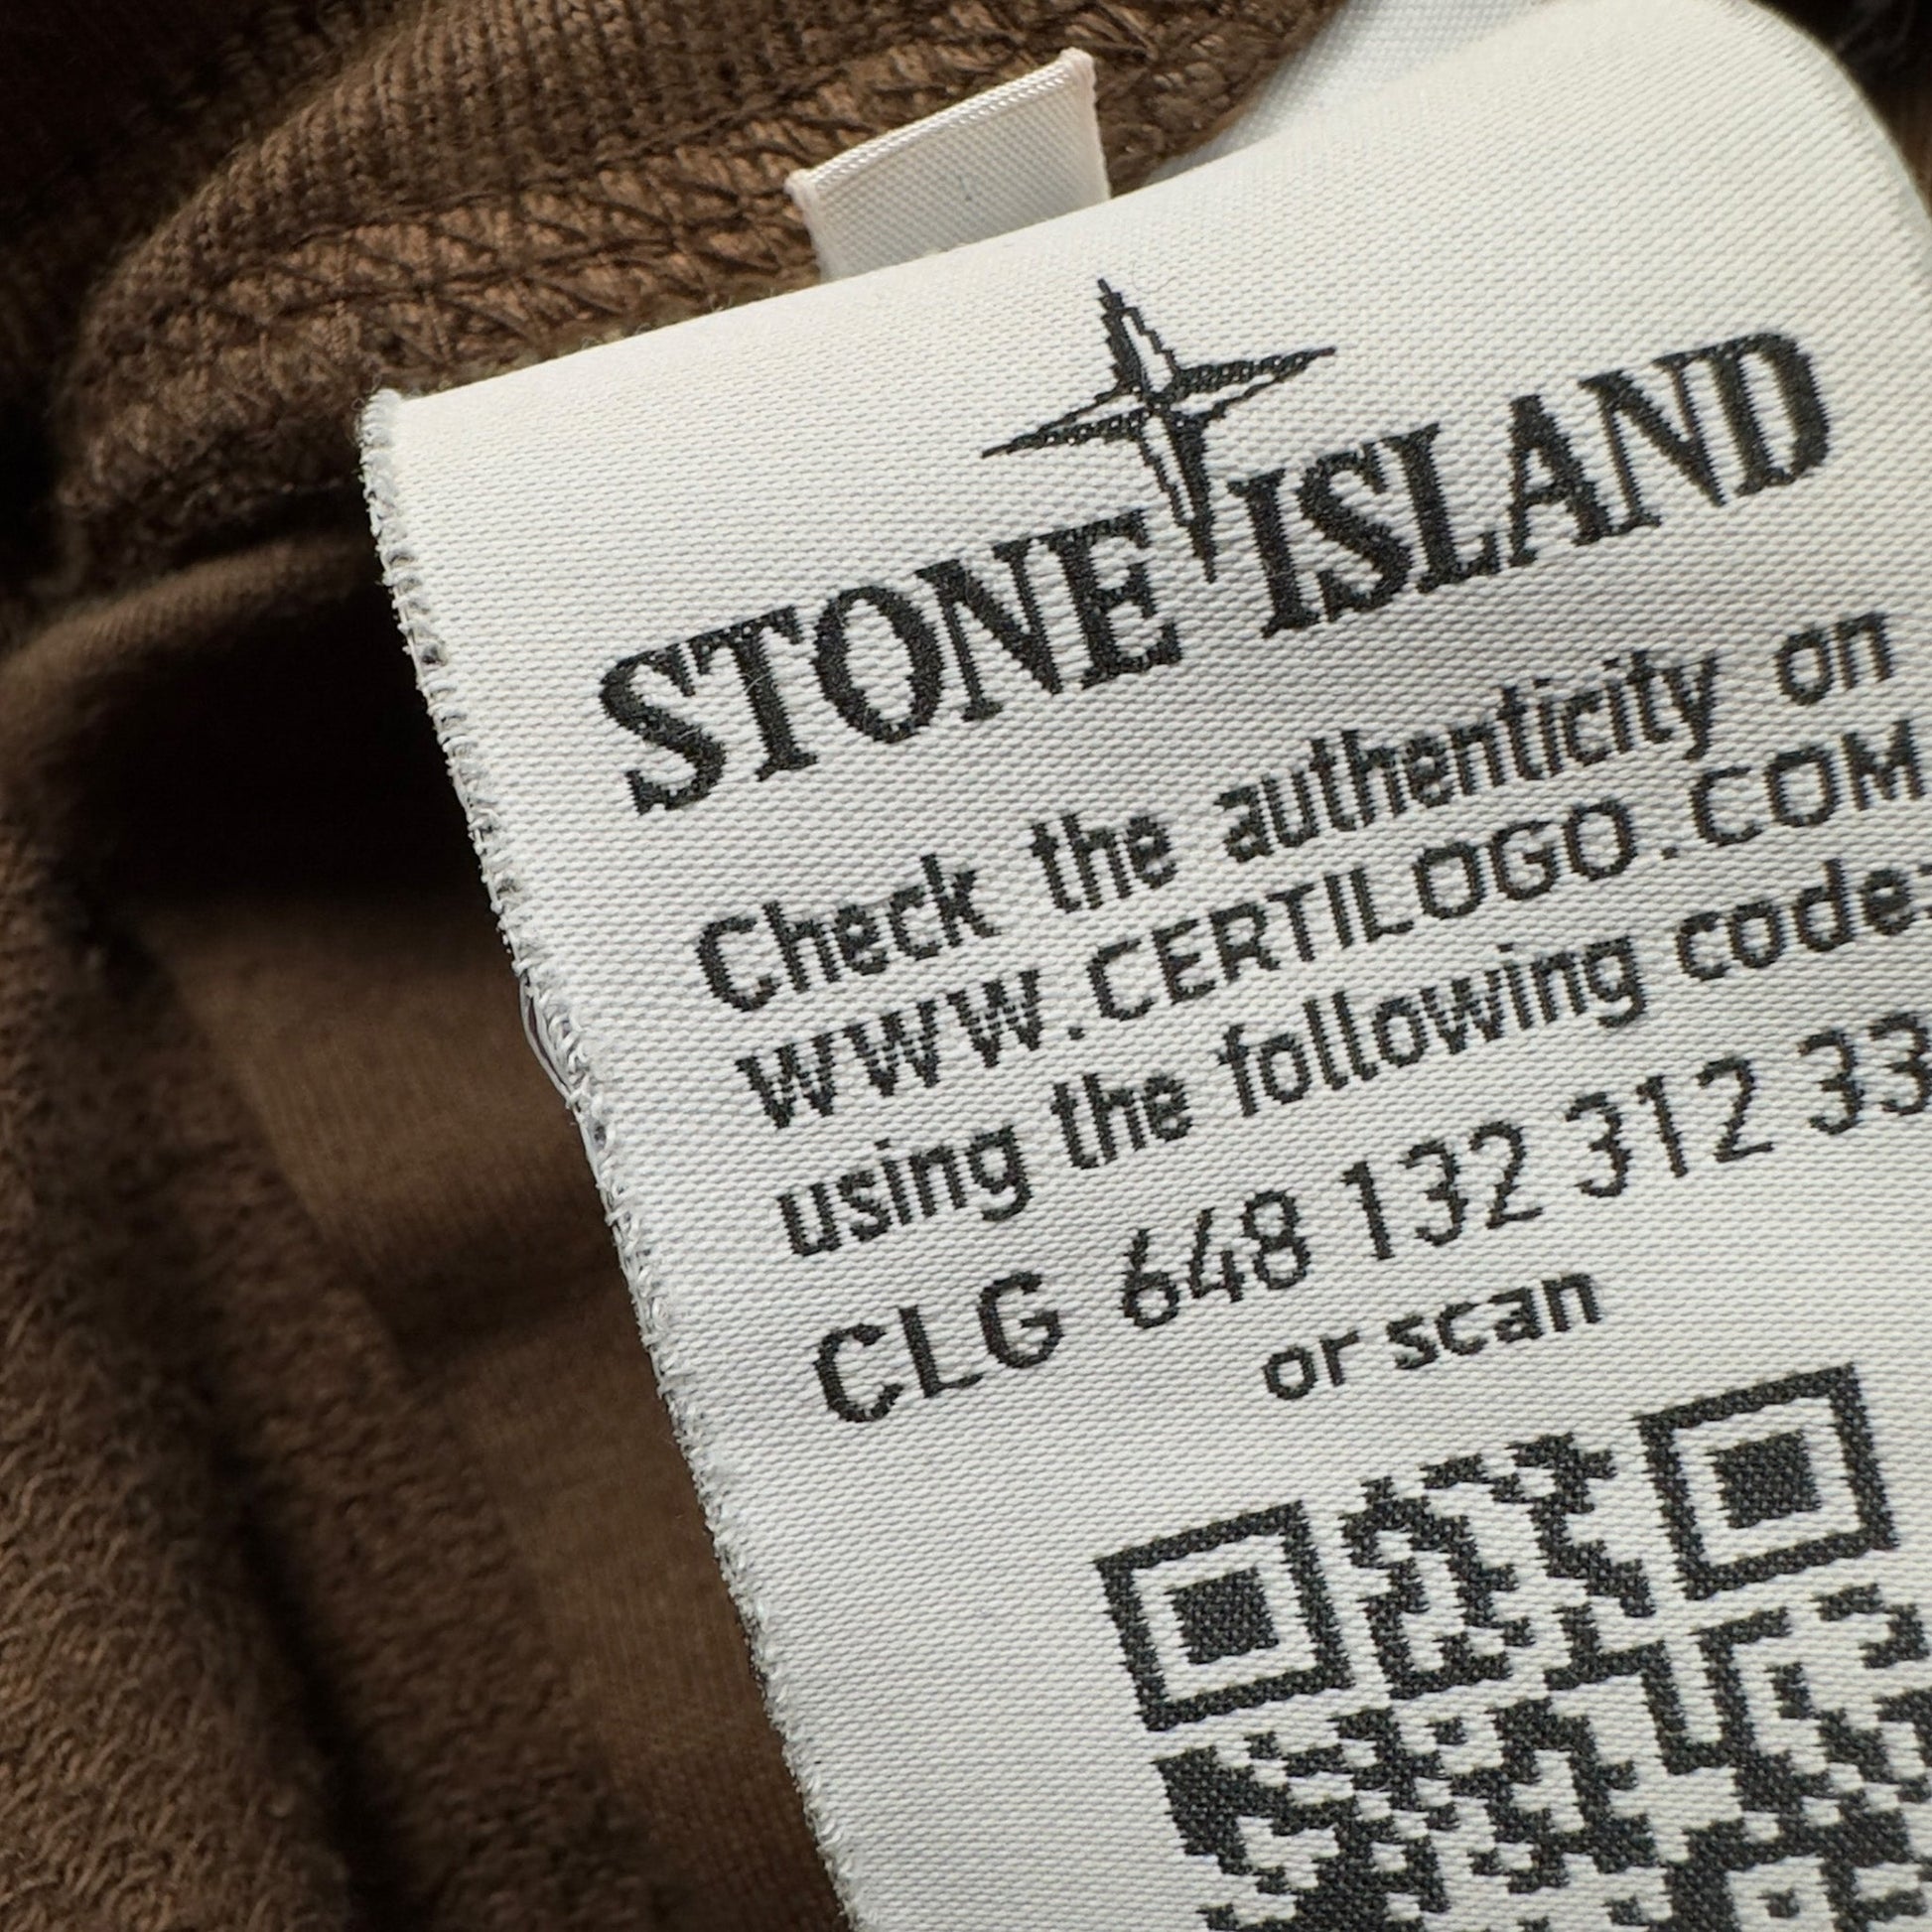 STONE ISLAND
Check the authenticity on
WWW.CERTILOGO.COM
using the following code:
CLG 648 132 312 33
or scan